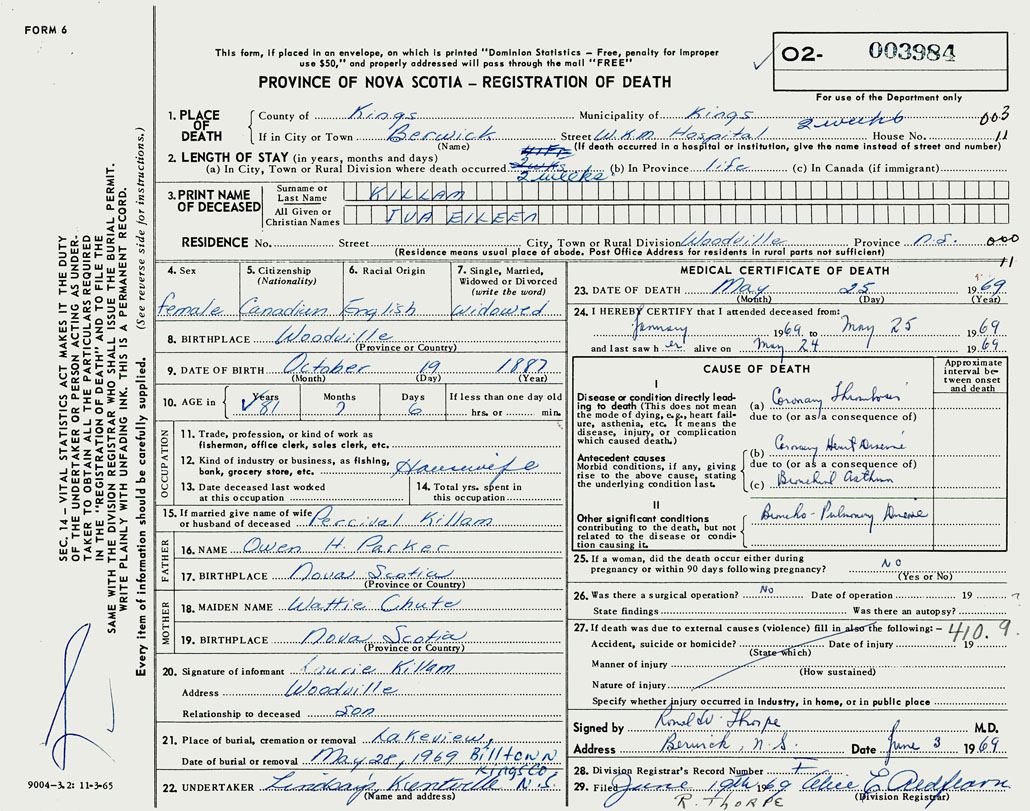 FORM 6
This form, if placed in an envelope, on which is printed "Dominion Statistics – Free, penalty for improper
use $50," and properly addressed will pass through the mail "FREE"
PROVINCE OF NOVA SCOTIA – REGISTRATION OF DEATH
O2- 003984
For use of the Department only
1. PLACE OF DEATH
County of Kings Municipality of Kings 2 weeks 003
If in City or Town Berwick Street W.K.M. Hospital House No. 11
(Name) (If death occurred in a hospital or institution, give the name instead of street and number)
2. LENGTH OF STAY (in years, months and days)
(a) In City, Town or Rural Division where death occurred 2 weeks (b) In Province life (c) In Canada (if immigrant)
3. PRINT NAME OF DECEASED
Surname or Last Name KILLAM
All Given or Christian Names IVA EILEEN
RESIDENCE No. Street City, Town or Rural Division Woodville Province N.S. 000
(Residence means usual place of abode. Post Office Address for residents in rural parts not sufficient) 11
4. Sex female
5. Citizenship (Nationality) Canadian
6. Racial Origin English
7. Single, Married, Widowed or Divorced (write the word) widowed
8. BIRTHPLACE Woodville
(Province or Country)
9. DATE OF BIRTH October 19 1887
(Month) (Day) (Year)
10. AGE in Years 81 Months 7 Days 6 If less than one day old hrs. or min.
OCCUPATION
11. Trade, profession, or kind of work as fisherman, office clerk, sales clerk, etc.
12. Kind of industry or business, as fishing, bank, grocery store, etc. Housewife
13. Date deceased last worked at this occupation
14. Total yrs. spent in this occupation
15. If married give name of wife or husband of deceased Percival Killam
FATHER
16. NAME Owen H. Parker
17. BIRTHPLACE Nova Scotia
(Province or Country)
MOTHER
18. MAIDEN NAME Wattie Chute
19. BIRTHPLACE Nova Scotia
(Province or Country)
20. Signature of informant Laurie Killam
Address Woodville
Relationship to deceased son
21. Place of burial, cremation or removal Lakeview,
Date of burial or removal May 28, 1969 Billtown
Kings Co.
22. UNDERTAKER Lindsay, Kentville N.S.
(Name and address)
MEDICAL CERTIFICATE OF DEATH
23. DATE OF DEATH May 25 1969
(Month) (Day) (Year)
24. I HEREBY CERTIFY that I attended deceased from:
January 1969 to May 25 1969
and last saw her alive on May 24 1969
CAUSE OF DEATH
Approximate interval between onset and death
I
Disease or condition directly leading to death (This does not mean the mode of dying, e.g., heart failure, asthenia, etc. It means the disease, injury, or complication which caused death.)
(a) Coronary Thrombosis
due to (or as a consequence of)
Antecedent causes
Morbid conditions, if any, giving rise to the above cause, stating the underlying condition last.
(b) Coronary Heart Disease
due to (or as a consequence of)
(c) Bronchial Asthma
II
Other significant conditions contributing to the death, but not related to the disease or condition causing it.
Broncho-Pulmonary Disease
25. If a woman, did the death occur either during pregnancy or within 90 days following pregnancy? No
(Yes or No)
26. Was there a surgical operation? No Date of operation 19
State findings Was there an autopsy?
27. If death was due to external causes (violence) fill in also the following: – 410.9
Accident, suicide or homicide? Date of injury 19
(State which)
Manner of injury
(How sustained)
Nature of injury
Specify whether injury occurred in industry, in home, or in public place
Signed by Ronald W. Thorpe M.D.
Address Berwick, N.S. Date June 3 1969
28. Division Registrar's Record Number
29. Filed June 19th 1969 Alice E. Redfearn
(Division Registrar)
R. THORPE
SEC. 14 – VITAL STATISTICS ACT MAKES IT THE DUTY
OF THE UNDERTAKER OR PERSON ACTING AS UNDER-
TAKER TO OBTAIN ALL THE PARTICULARS REQUIRED
IN THE "REGISTRATION OF DEATH" AND TO FILE THE
SAME WITH THE DIVISION REGISTRAR WHO SHALL ISSUE THE BURIAL PERMIT.
WRITE PLAINLY WITH UNFADING INK. THIS IS A PERMANENT RECORD.
Every item of information should be carefully supplied. (See reverse side for instructions.)
9004-3.2: 11-3-65